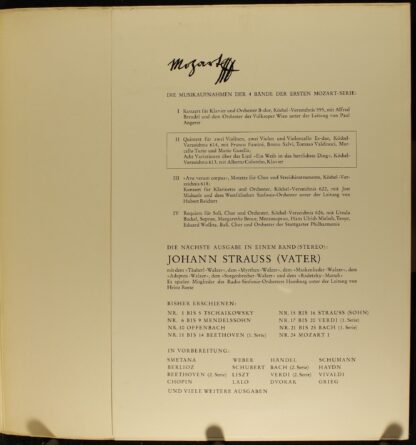 Mozart
DIE MUSIKAUFNAHMEN DER 4 BÄNDE DER ERSTEN MOZART-SERIE:
I Konzert für Klavier und Orchester B-dur, Köchel-Verzeichnis 595, mit Alfred
Brendel und dem Orchester der Volksoper Wien unter der Leitung von Paul
Angerer
II Quintett für zwei Violinen, zwei Violen und Violoncello Es-dur, Köchel-
Verzeichnis 614, mit Franco Fantini, Bruno Salvi, Tomaso Valdinoci,
Turio und Mario Gusella;
Acht Variationen über das Lied «Ein Weib ist das herrlichste Ding», Köchel-
Verzeichnis 613, mit Alberto Colombo, Klavier
III «Ave verum corpus», Motette für Chor und Streichinstrumente, Köchel-Ver-
zeichnis 618;
Konzert für Klarinette und Orchester, Köchel-Verzeichnis 622, mit Jost
Michaels und dem Westfälischen Sinfonie-Orchester unter der Leitung von
Hubert Reichert
IV Requiem für Soli, Chor und Orchester, Köchel-Verzeichnis 626, mit Ursula
Buckel, Sopran, Margarethe Bence, Mezzosopran, Hans Ulrich Mielsch, Tenor,
Eduard Wollitz, Baß, Chor und Orchester der Stuttgarter Philharmonie
DIE NÄCHSTE AUSGABE IN EINEM BAND (STEREO):
JOHANN STRAUSS (VATER)
mit dem «Täuberl-Walzer», dem «Myrthen-Walzer», dem «Maskenlieder-Walzer», den
«Adepten-Walzer», dem «Sorgenbrecher-Walzer» und dem «Radetzky-Marsch»
Es spielen Mitglieder des Radio-Sinfonie-Orchesters Hamburg unter der Leitung von
Heinz Reese
BISHER ERSCHIENEN:
NR. 1 BIS 5 TSCHAIKOWSKY
NR. 6 BIS 9 MENDELSSOHN
NR. 10 OFFENBACH
NR. 11 BIS 14 BEETHOVEN (1. Serie)
NR. 15 BIS 16 STRAUSS (SOHN)
NR. 17 BIS 20 VERDI (1. Serie)
NR. 21 BIS 23 BACH (1. Serie)
NR. 24 MOZART I
IN VORBEREITUNG:
SMETANA WEBER HÄNDEL SCHUMANN
BERLIOZ SCHUBERT BACH (2. Serie) HAYDN
BEETHOVEN (2. Serie) LISZT VERDI (2. Serie) VIVALDI
CHOPIN LALO DVORAK GRIEG
UND VIELE WEITERE AUSGABEN